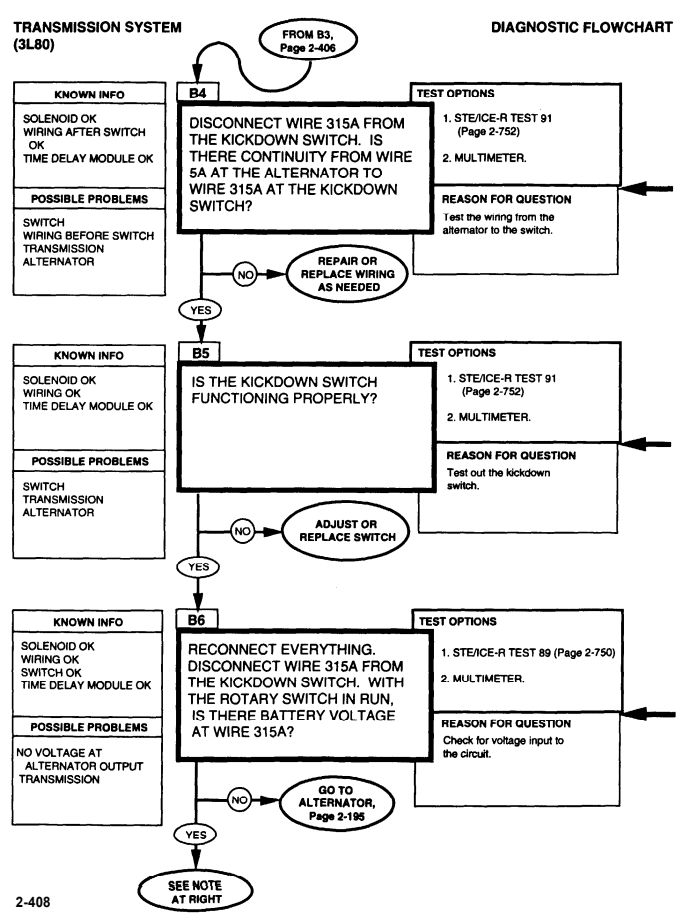 TRANSMISSION SYSTEM
(3L80)
DIAGNOSTIC FLOWCHART
FROM B3,
Page 2-406
KNOWN INFO
SOLENOID OK
WIRING AFTER SWITCH
OK
TIME DELAY MODULE OK
POSSIBLE PROBLEMS
SWITCH
WIRING BEFORE SWITCH
TRANSMISSION
ALTERNATOR
B4
DISCONNECT WIRE 315A FROM
THE KICKDOWN SWITCH. IS
THERE CONTINUITY FROM WIRE
5A AT THE ALTERNATOR TO
WIRE 315A AT THE KICKDOWN
SWITCH?
TEST OPTIONS
1. STE/ICE-R TEST 91
(Page 2-752)
2. MULTIMETER.
REASON FOR QUESTION
Test the wiring from the
alternator to the switch.
NO
REPAIR OR
REPLACE WIRING
AS NEEDED
YES
KNOWN INFO
SOLENOID OK
WIRING OK
TIME DELAY MODULE OK
POSSIBLE PROBLEMS
SWITCH
TRANSMISSION
ALTERNATOR
B5
IS THE KICKDOWN SWITCH
FUNCTIONING PROPERLY?
TEST OPTIONS
1. STE/ICE-R TEST 91
(Page 2-752)
2. MULTIMETER.
REASON FOR QUESTION
Test out the kickdown
switch.
NO
ADJUST OR
REPLACE SWITCH
YES
KNOWN INFO
SOLENOID OK
WIRING OK
SWITCH OK
TIME DELAY MODULE OK
POSSIBLE PROBLEMS
NO VOLTAGE AT
ALTERNATOR OUTPUT
TRANSMISSION
B6
RECONNECT EVERYTHING.
DISCONNECT WIRE 315A FROM
THE KICKDOWN SWITCH. WITH
THE ROTARY SWITCH IN RUN,
IS THERE BATTERY VOLTAGE
AT WIRE 315A?
TEST OPTIONS
1. STE/ICE-R TEST 89 (Page 2-750)
2. MULTIMETER.
REASON FOR QUESTION
Check for voltage input to
the circuit.
NO
GO TO
ALTERNATOR,
Page 2-195
YES
SEE NOTE
AT RIGHT
2-408